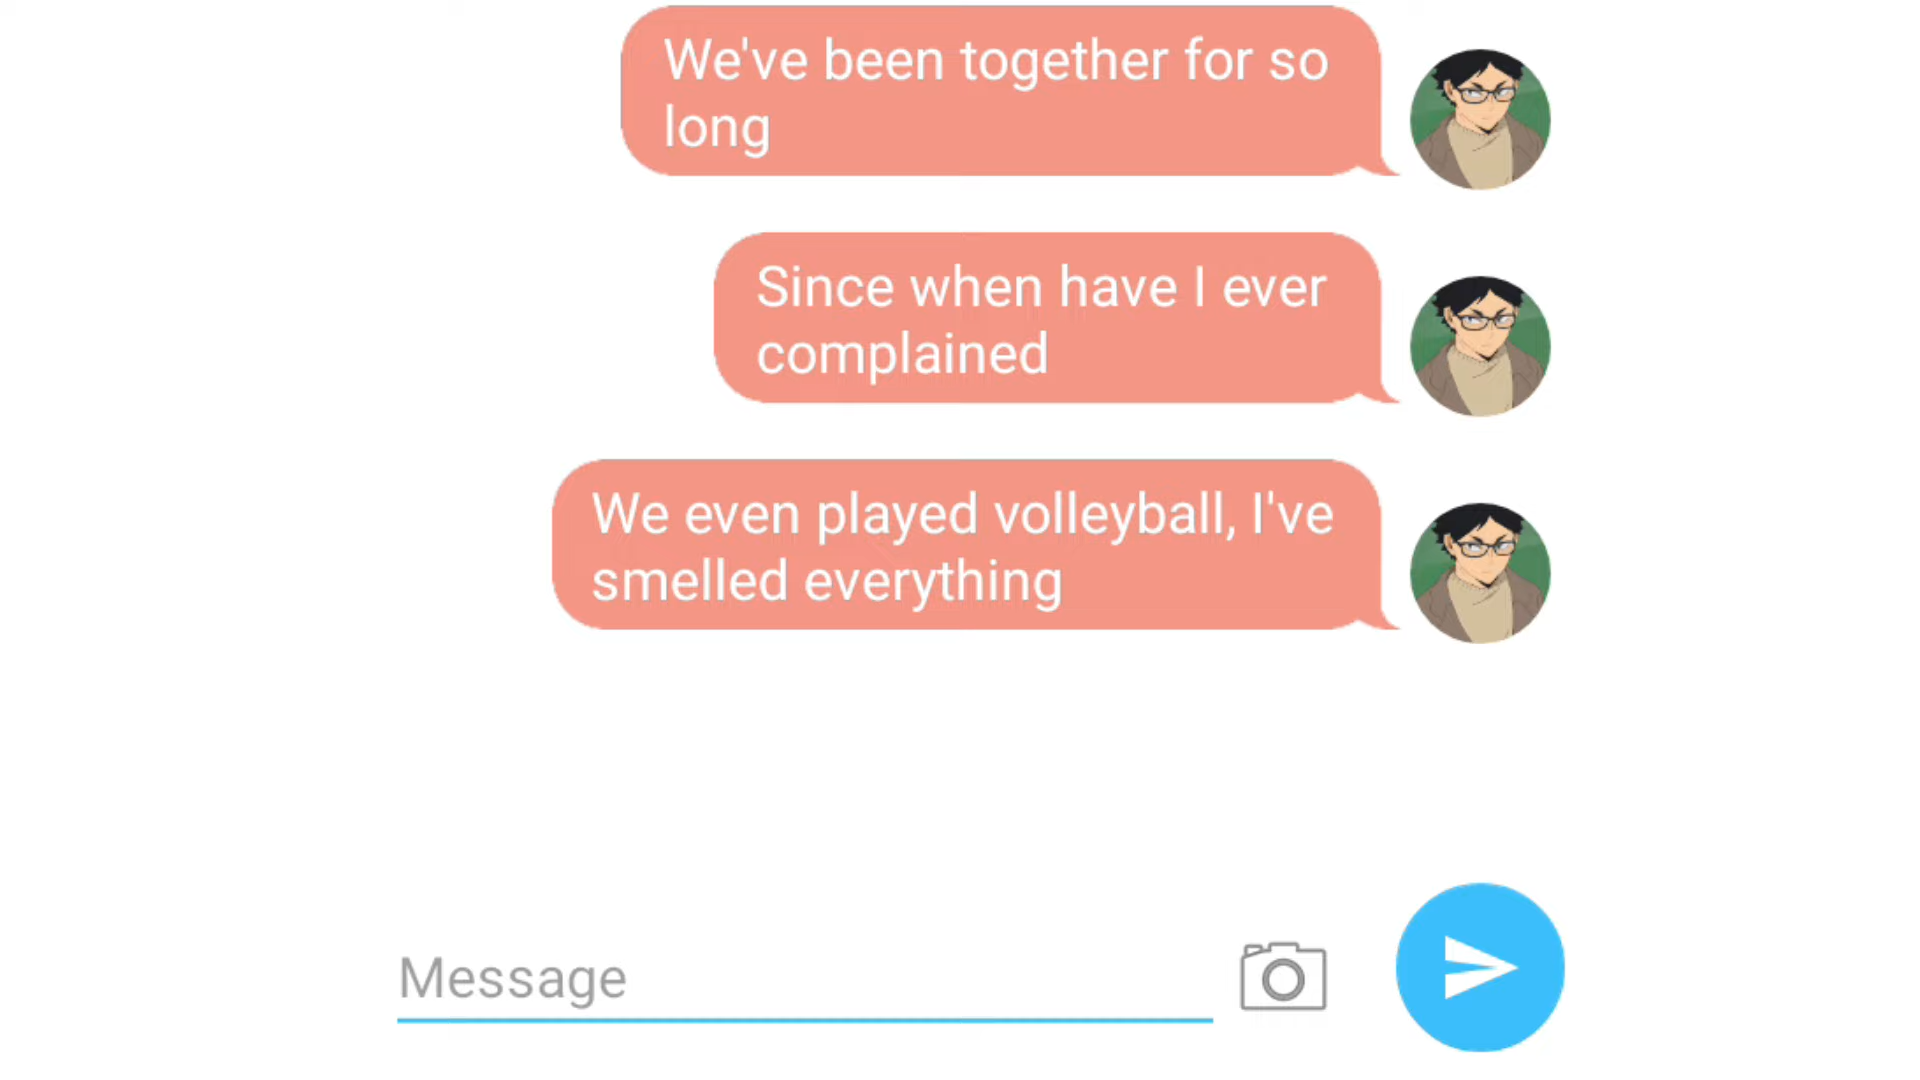 We've been together for so
long
Since when have I ever
complained
We even played volleyball, I've
smelled everything
Message